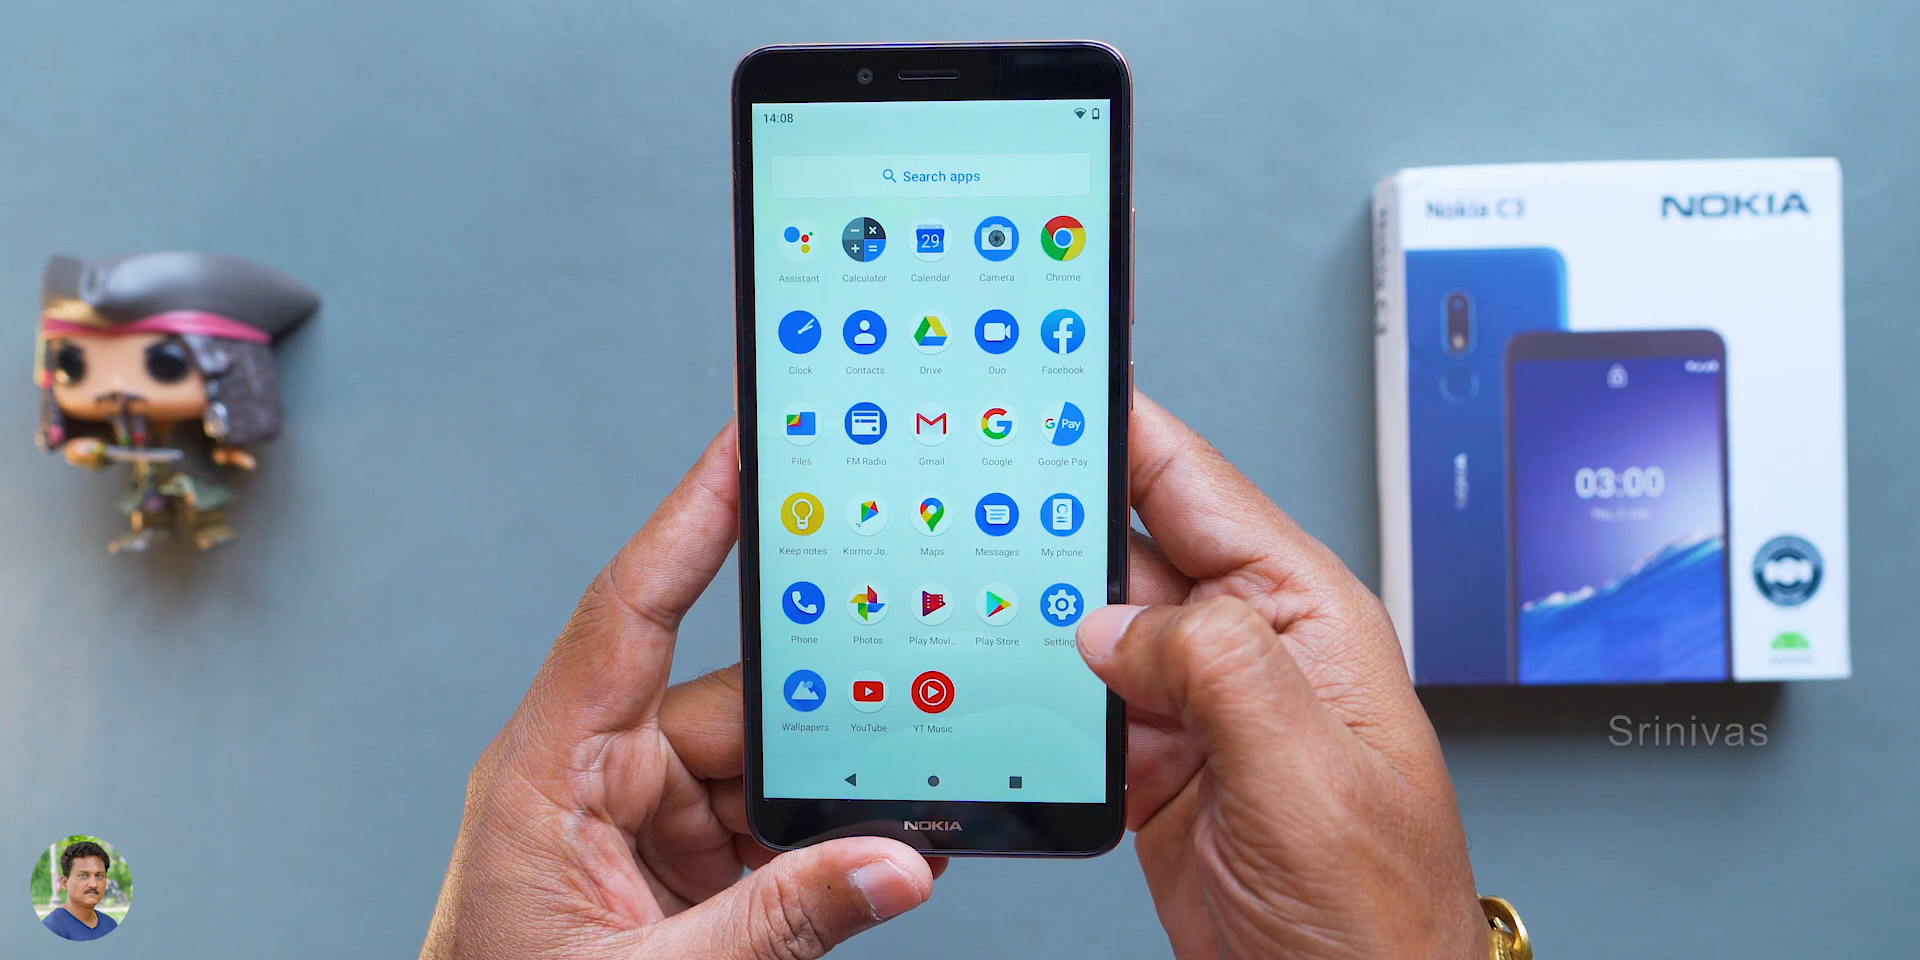 14:08
Search apps
Assistant
Calculator
29
Calendar
Camera
Chrome
Clock
Contacts
Drive
Duo
Facebook
Files
FM Radio
Gmail
Google
G Pay
Google Pay
Keep notes
Kormo Jo...
Maps
Messages
My phone
Phone
Photos
Play Movi...
Play Store
Setting
Wallpapers
YouTube
YT Music
NOKIA
Nokia C3
NOKIA
03:00
NOKIA
Srinivas